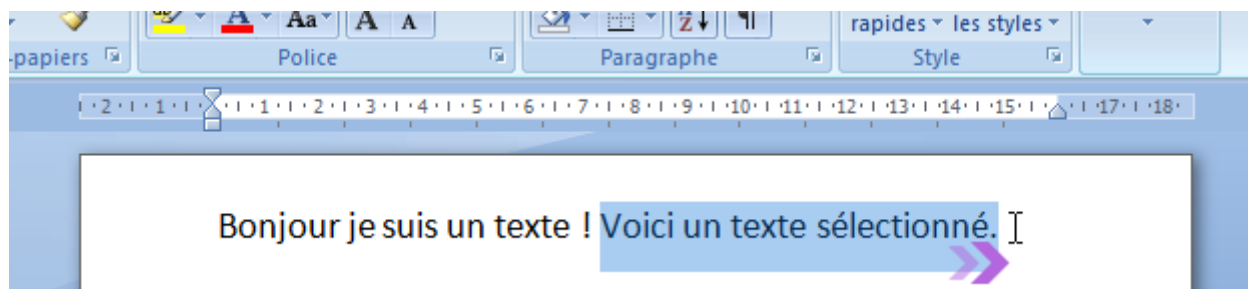 Aa A A
rapides les styles
-papiers Police Paragraphe Style
2 1 1 2 3 4 5 6 7 8 9 10 11 12 13 14 15 17 18
Bonjour je suis un texte ! Voici un texte sélectionné.